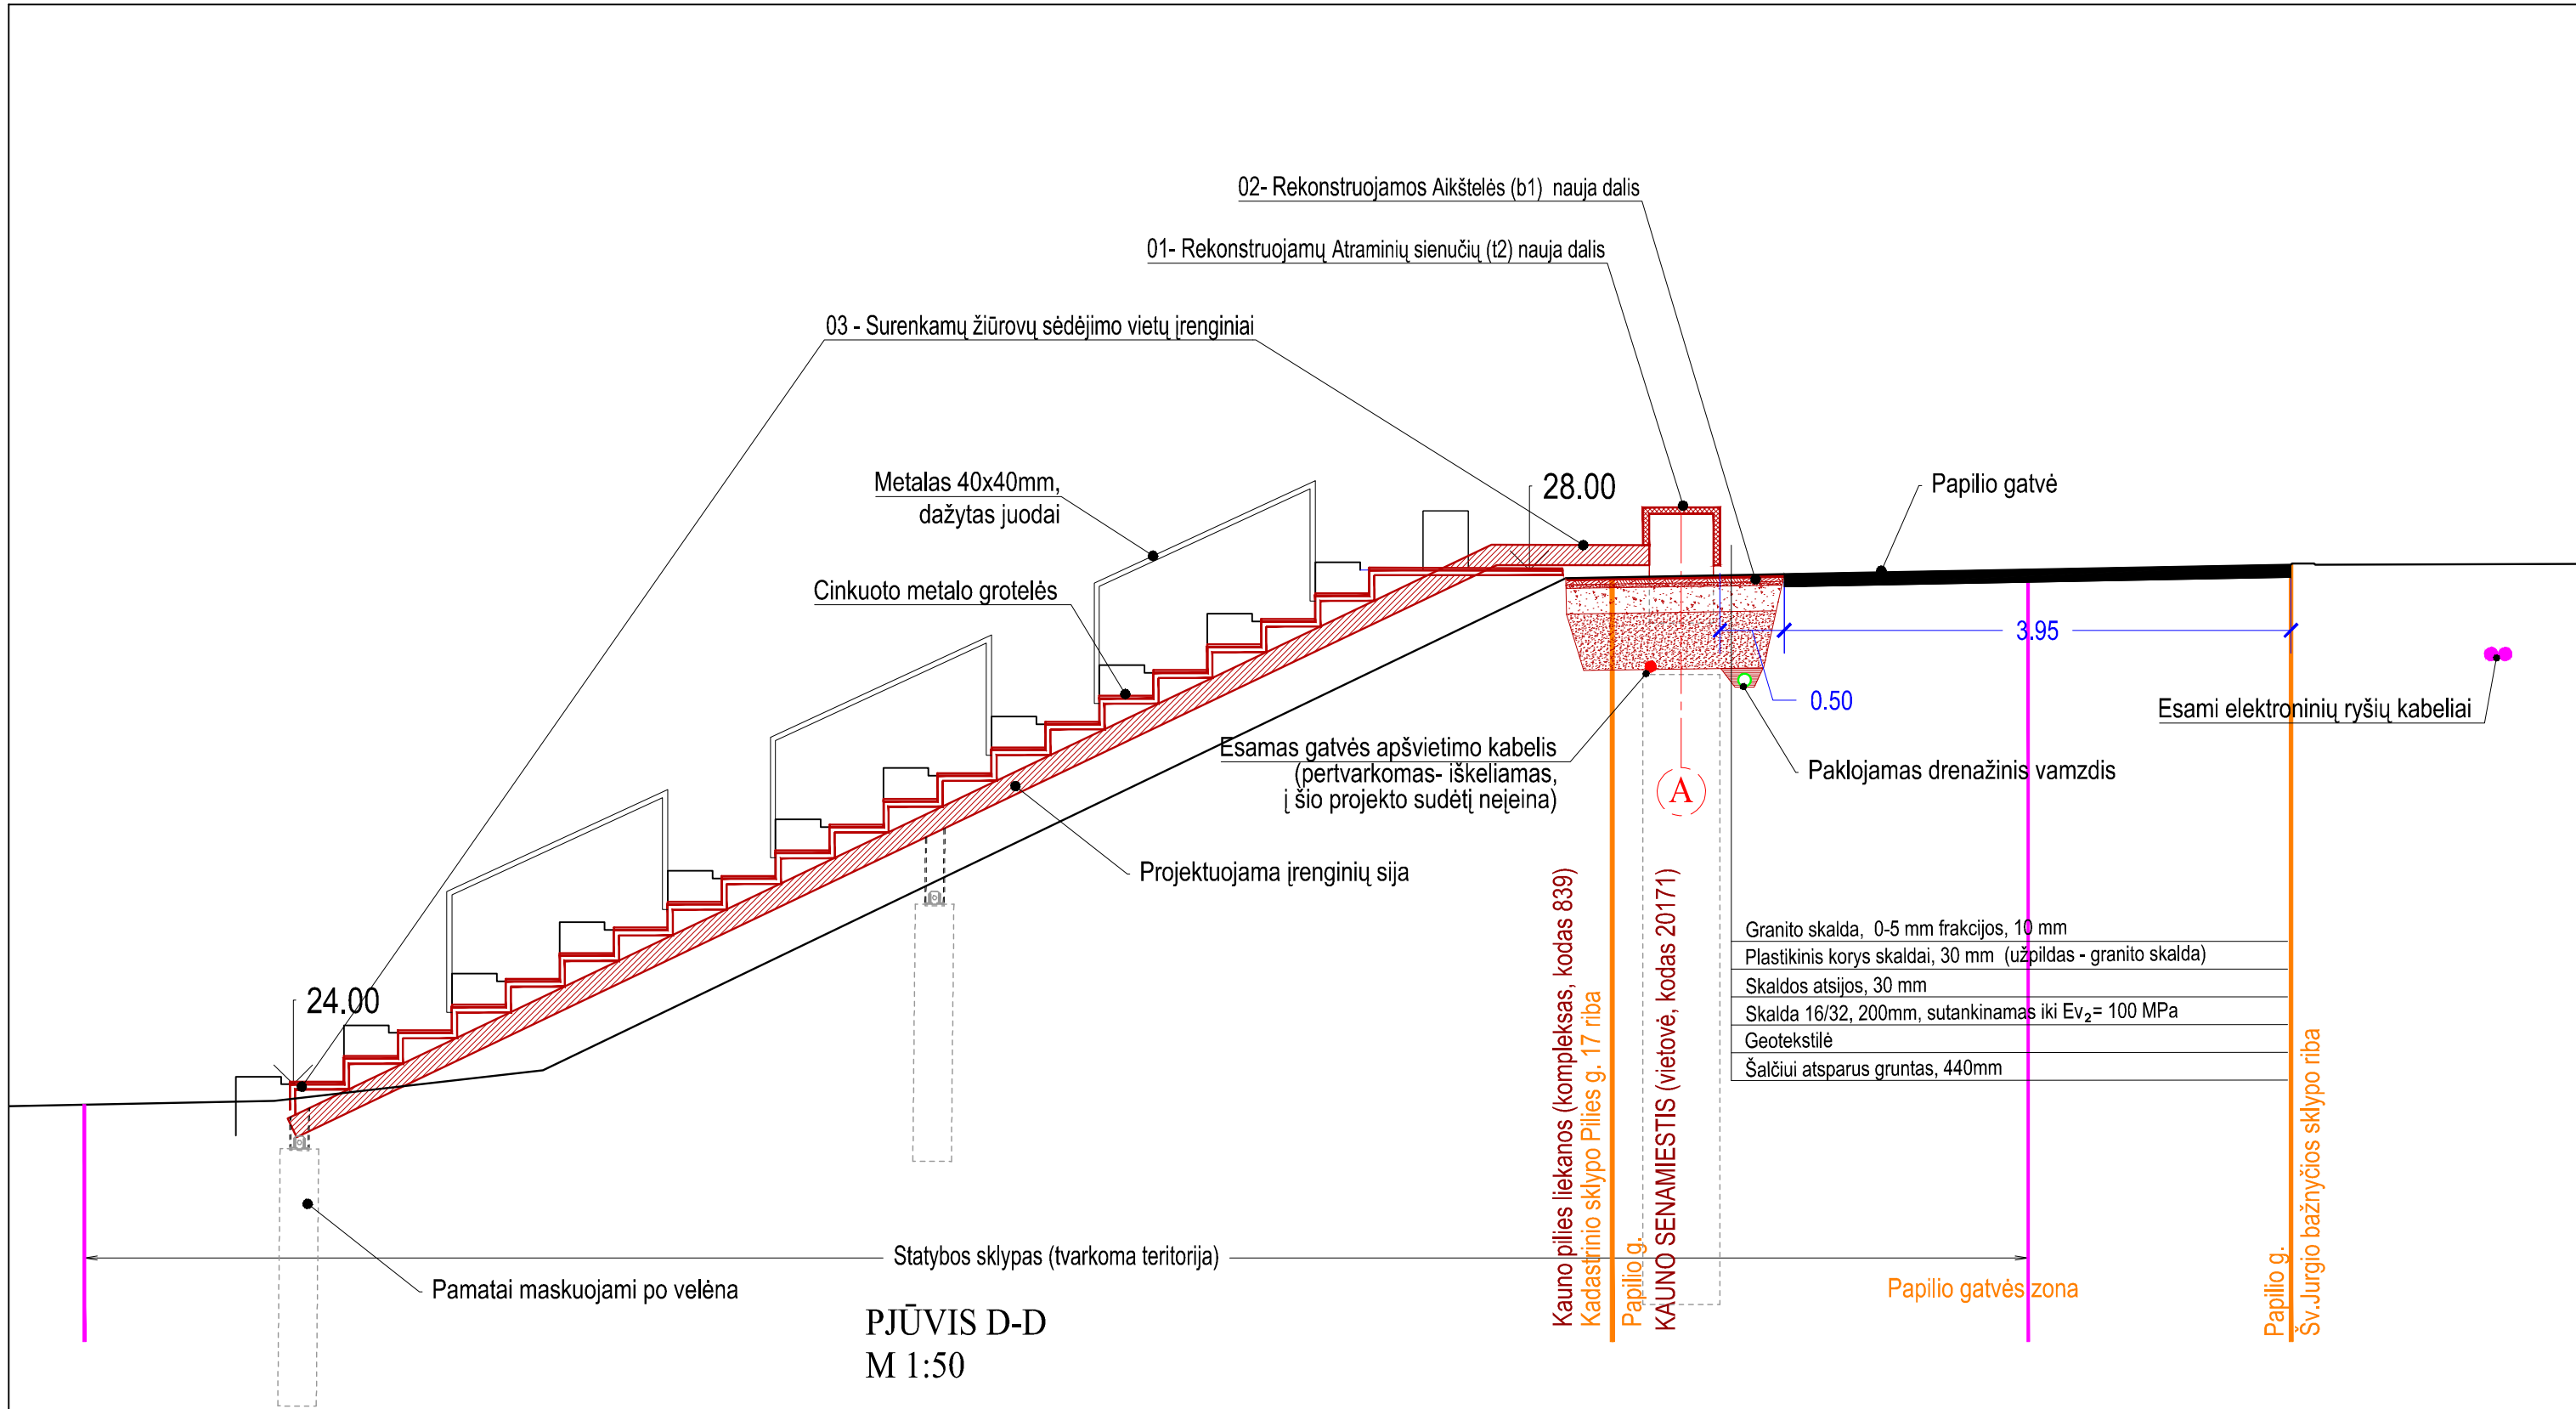 02- Rekonstruojamos Aikštelės (b1) nauja dalis
01- Rekonstruojamų Atraminių sienučių (t2) nauja dalis
03 - Surenkamų žiūrovų sėdėjimo vietų įrenginiai
Metalas 40x40mm,
dažytas juodai
28.00
Papilio gatvė
Cinkuoto metalo grotelės
3.95
0.50
Esami elektroninių ryšių kabeliai
Esamas gatvės apšvietimo kabelis
(pertvarkomas- iškeliamas,
į šio projekto sudėtį neįeina)
A
Paklojamas drenažinis vamzdis
Projektuojama įrenginių sija
24.00
Granito skalda, 0-5 mm frakcijos, 10 mm
Plastikinis korys skaldai, 30 mm (užpildas - granito skalda)
Skaldos atsijos, 30 mm
Skalda 16/32, 200mm, sutankinamas iki Ev₂= 100 MPa
Geotekstilė
Šalčiui atsparus gruntas, 440mm
Kauno pilies liekanos (kompleksas, kodas 839)
Kadastrinio sklypo Pilies g. 17 riba
Papilio g.
KAUNO SENAMIESTIS (vietovė, kodas 20171)
Papilio g.
Šv.Jurgio bažnyčios sklypo riba
Statybos sklypas (tvarkoma teritorija)
Pamatai maskuojami po velėna
Papilio gatvės zona
PJŪVIS D-D
M 1:50